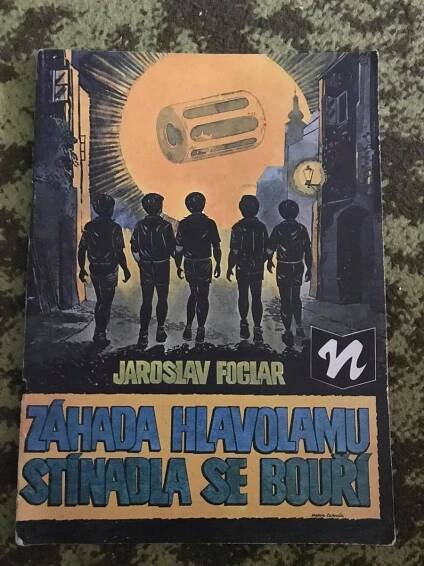 JAROSLAV FOGLAR
n
ZÁHADA HLAVOLAMU
STÍNADLA SE BOUŘÍ